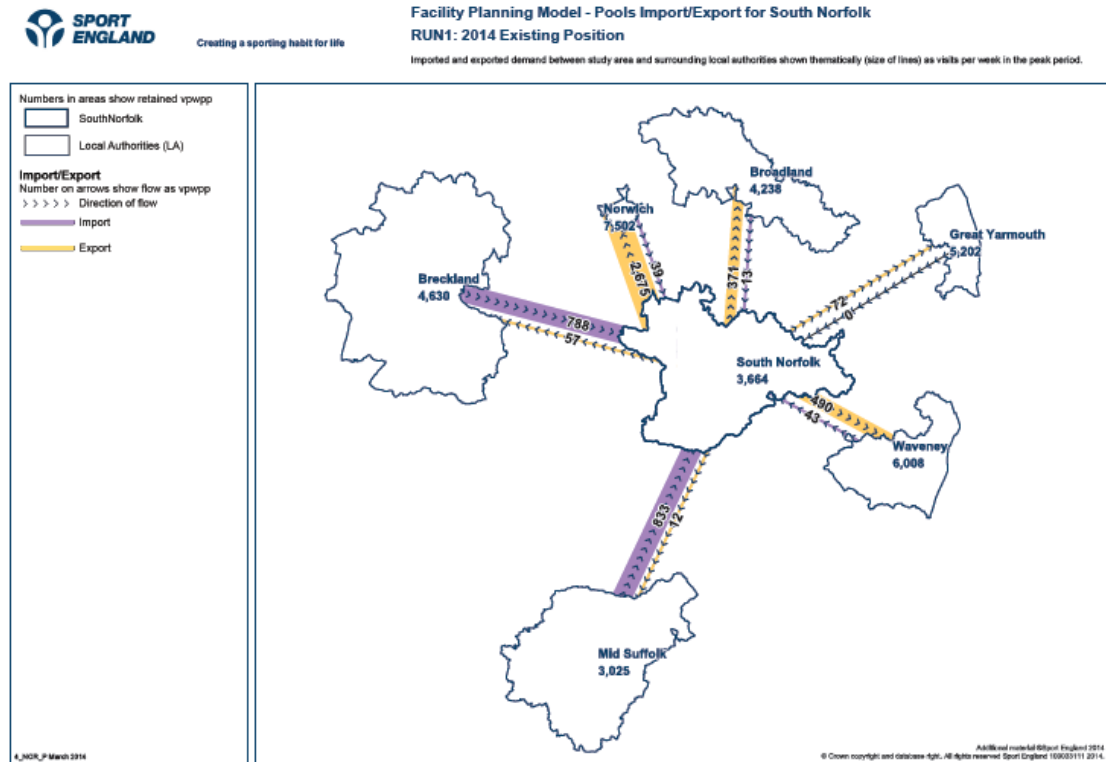 SPORT
ENGLAND
Creating a sporting habit for life
Facility Planning Model - Pools Import/Export for South Norfolk
RUN1: 2014 Existing Position
Imported and exported demand between study area and surrounding local authorities shown thematically (size of lines) as visits per week in the peak period.
Numbers in areas show retained vpwpp
SouthNorfolk
Local Authorities (LA)
Import/Export
Number on arrows show flow as vpwpp
Direction of flow
Import
Export
Broadland
4,238
Norwich
7,502
Great Yarmouth
5,202
Breckland
4,630
2,675
39
371
13
72
0
788
57
South Norfolk
3,664
490
43
Waveney
6,008
833
12
Mid Suffolk
3,025
4_NOR_P March 2014
Additional material ©Sport England 2014
© Crown copyright and database right. All rights reserved Sport England 100033111 2014.